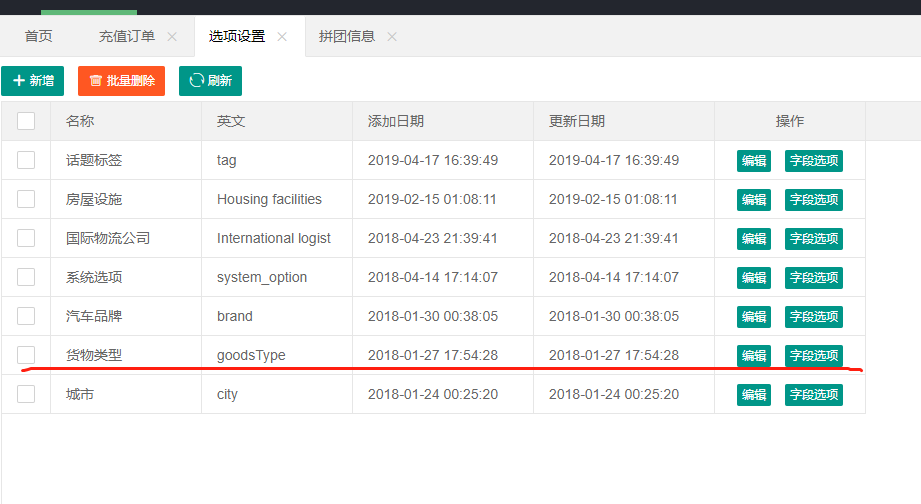 首页 充值订单 选项设置 拼团信息
新增 批量删除 刷新
名称 英文 添加日期 更新日期 操作
话题标签 tag 2019-04-17 16:39:49 2019-04-17 16:39:49 编辑 字段选项
房屋设施 Housing facilities 2019-02-15 01:08:11 2019-02-15 01:08:11 编辑 字段选项
国际物流公司 International logist 2018-04-23 21:39:41 2018-04-23 21:39:41 编辑 字段选项
系统选项 system_option 2018-04-14 17:14:07 2018-04-14 17:14:07 编辑 字段选项
汽车品牌 brand 2018-01-30 00:38:05 2018-01-30 00:38:05 编辑 字段选项
货物类型 goodsType 2018-01-27 17:54:28 2018-01-27 17:54:28 编辑 字段选项
城市 city 2018-01-24 00:25:20 2018-01-24 00:25:20 编辑 字段选项